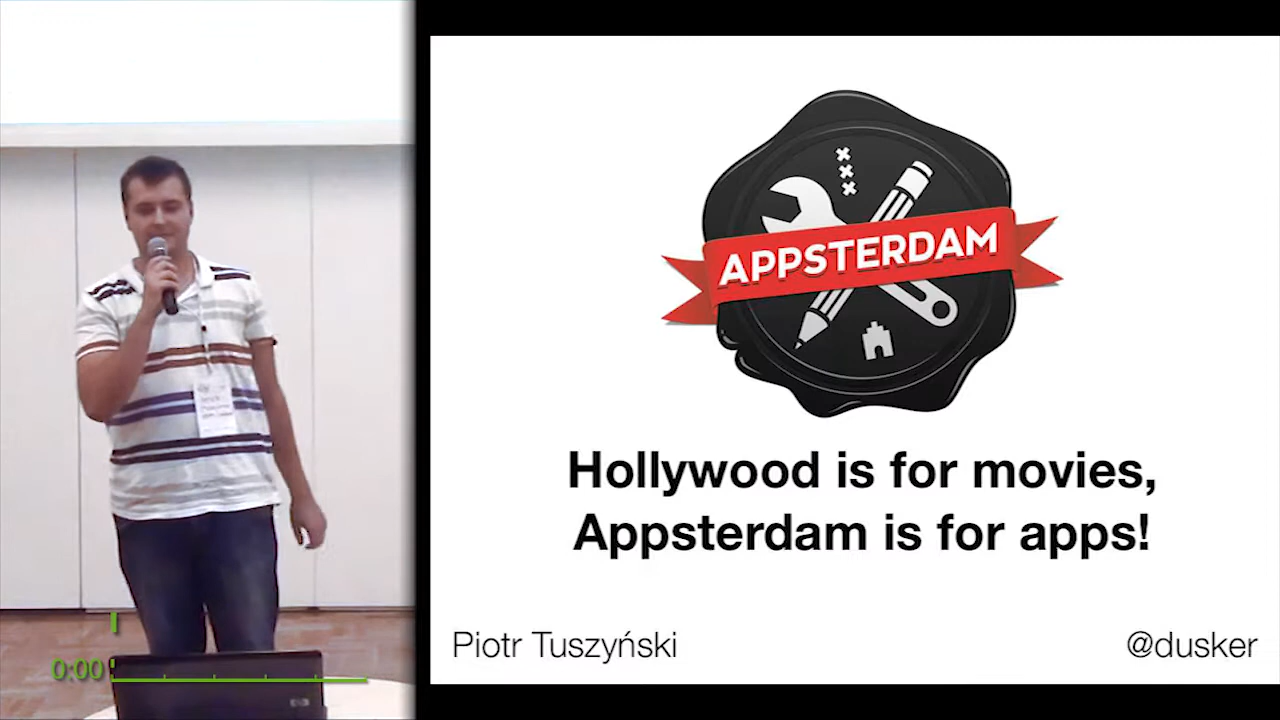 APPSTERDAM
Hollywood is for movies,
Appsterdam is for apps!
Piotr Tuszyński
@dusker
0:00